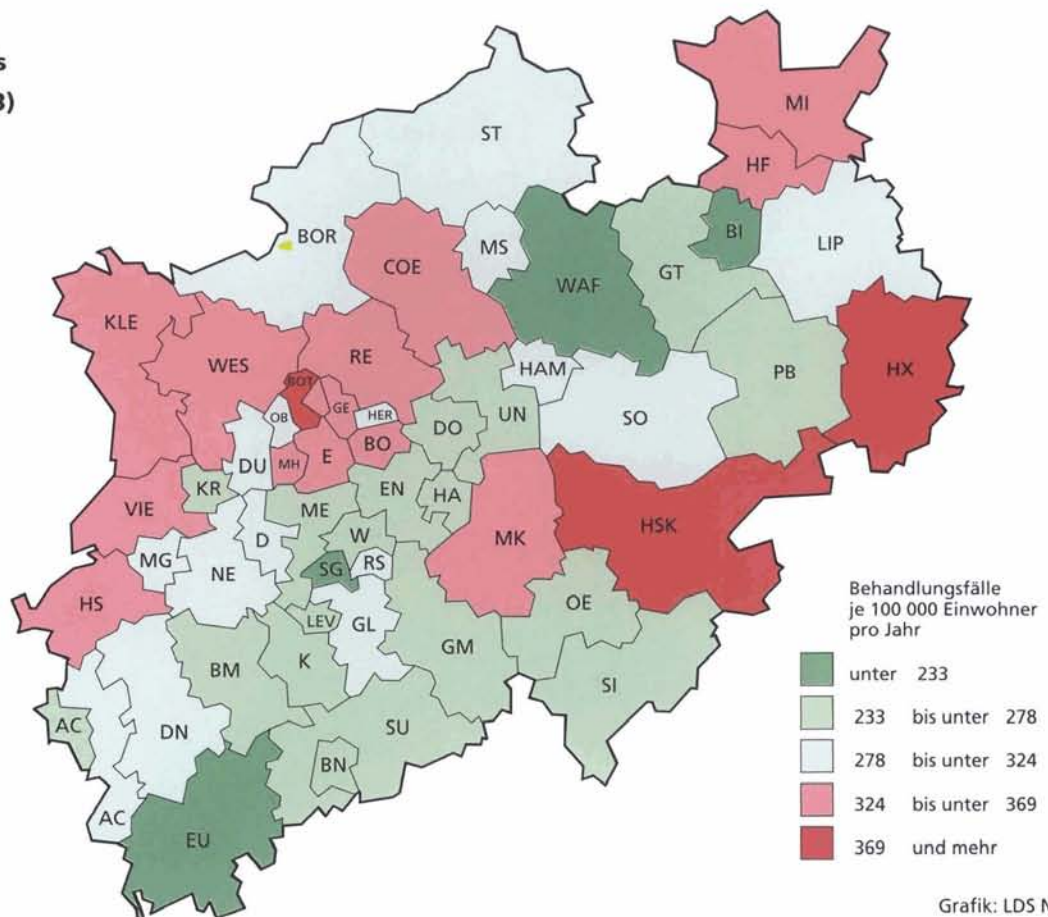 s
3)
MI
ST
HF
BI
BOR
MS
LIP
COE
GT
WAF
KLE
RE
WES
HX
HAM
PB
BOT
GE
OB
HER
UN
SO
DO
BO
E
DU
MH
KR
EN
HA
ME
VIE
HSK
W
MK
D
MG
RS
SG
NE
OE
HS
LEV
GL
GM
K
BM
SI
AC
SU
DN
BN
AC
EU
Behandlungsfälle
je 100 000 Einwohner
pro Jahr
unter 233
233 bis unter 278
278 bis unter 324
324 bis unter 369
369 und mehr
Grafik: LDS N